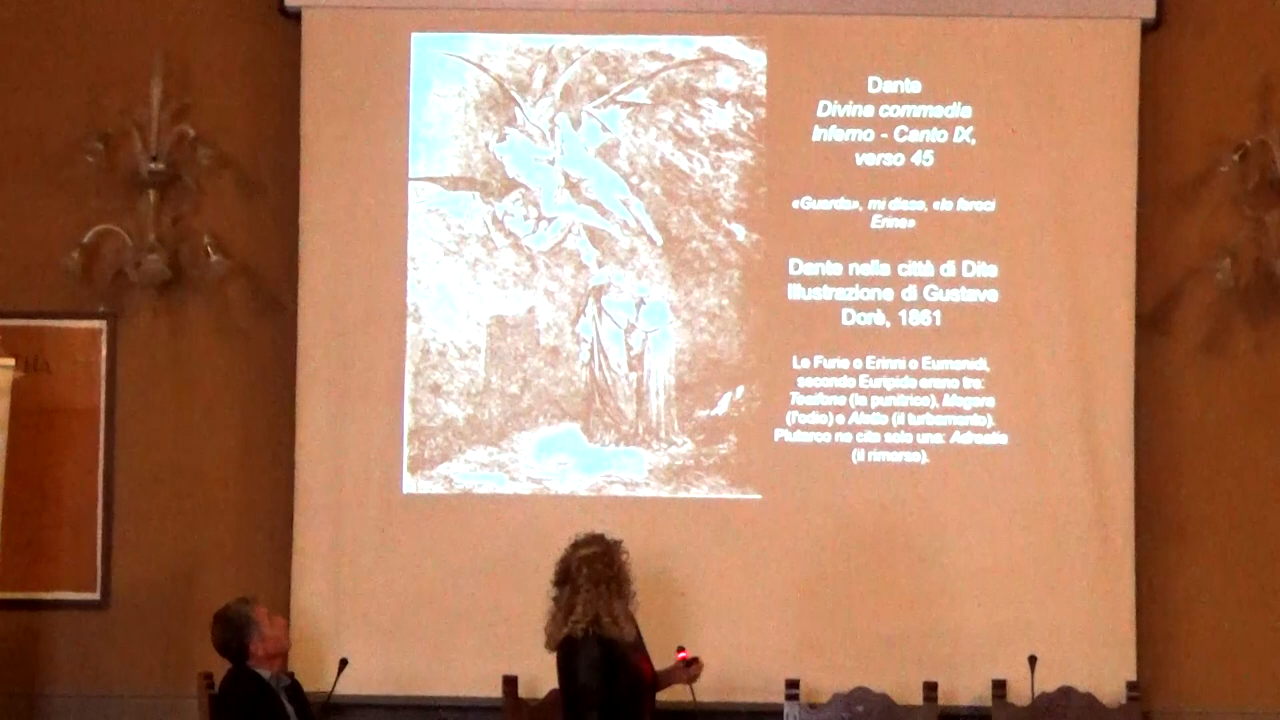 Dante
Divina commedia
Inferno - Canto IX,
verso 45
«Guarda», mi disse, «le feroci
Erine»
Dante nella città di Dite
Illustrazione di Gustave
Dorè, 1861
Le Furie o Erinni o Eumenidi,
secondo Euripide erano tre:
Tesifone (la punitrice), Megera
(l'odio) e Aletto (il turbamento).
Plutarco ne cita solo una: Adrastia
(il rimorso).